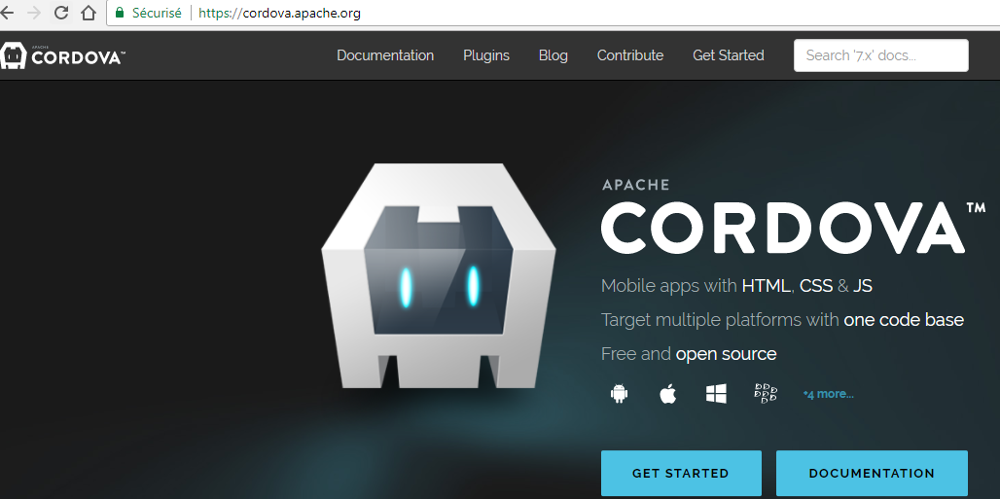 Sécurisé https://cordova.apache.org
APACHE
CORDOVA™ Documentation Plugins Blog Contribute Get Started Search '7.x' docs...
APACHE
CORDOVA™
Mobile apps with HTML, CSS & JS
Target multiple platforms with one code base
Free and open source
+4 more...
GET STARTED DOCUMENTATION